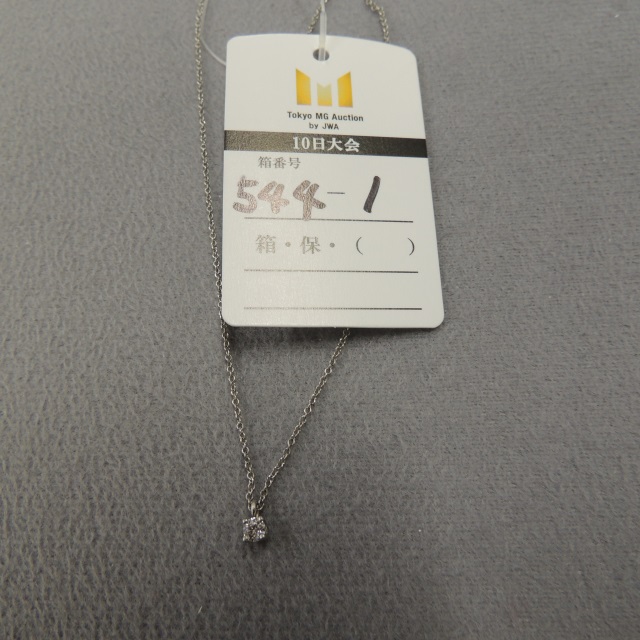 Tokyo MG Auction
by JWA
10日大会
箱番号
544-1
箱・保・（　　）